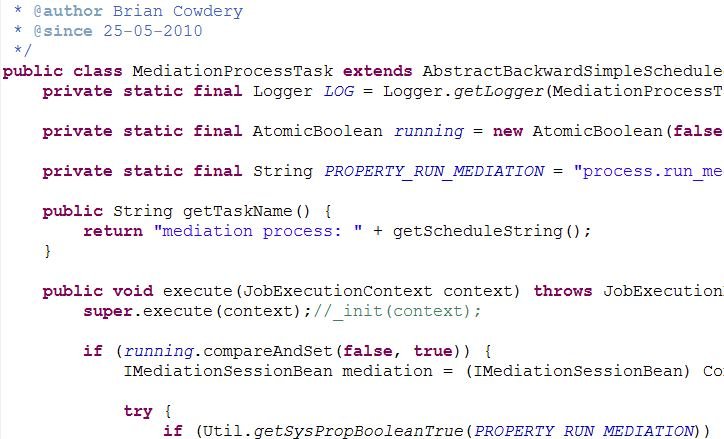 * @author Brian Cowdery
* @since 25-05-2010
*/
public class MediationProcessTask extends AbstractBackwardSimpleSchedule
private static final Logger LOG = Logger.getLogger(MediationProcessT
private static final AtomicBoolean running = new AtomicBoolean(false
private static final String PROPERTY_RUN_MEDIATION = "process.run_me
public String getTaskName() {
return "mediation process: " + getScheduleString();
}
public void execute(JobExecutionContext context) throws JobExecution
super.execute(context);//_init(context);
if (running.compareAndSet(false, true)) {
IMediationSessionBean mediation = (IMediationSessionBean) Co
try {
if (Util.getSysPropBooleanTrue(PROPERTY_RUN_MEDIATION))